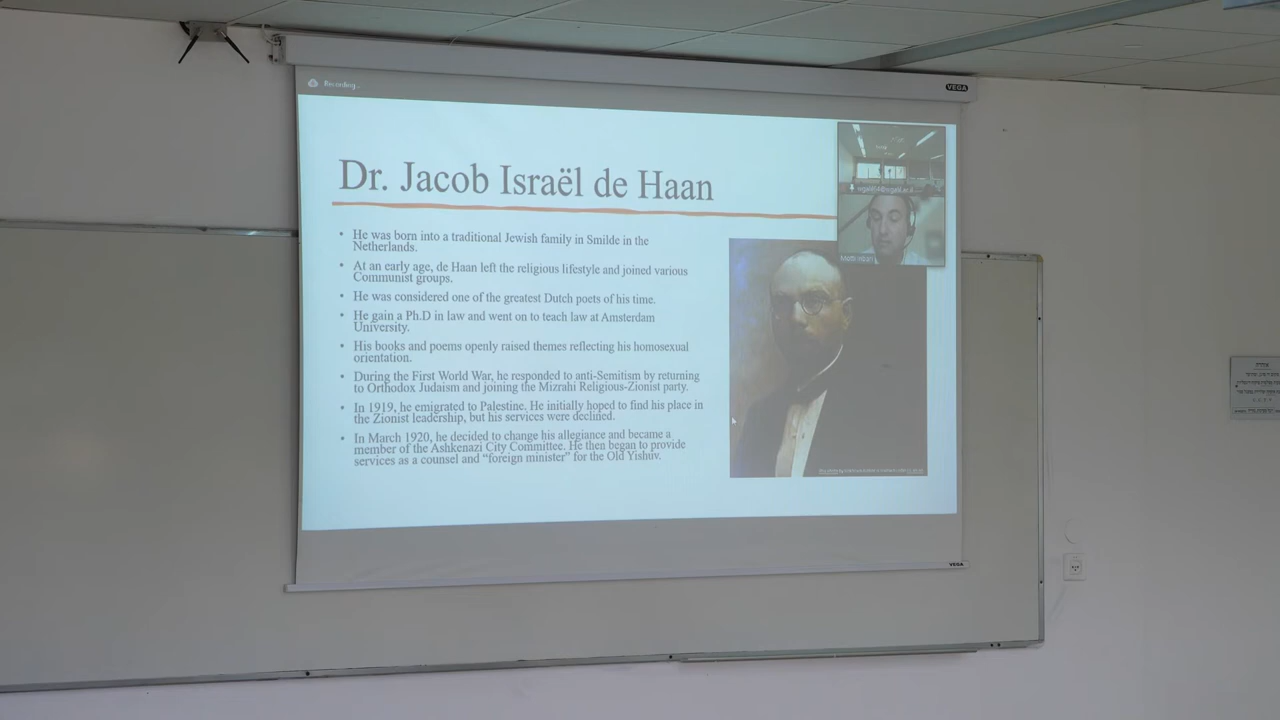 VEGA
Recording...
Dr. Jacob Israël de Haan
• He was born into a traditional Jewish family in Smilde in the
Netherlands.
• At an early age, de Haan left the religious lifestyle and joined various
Communist groups.
• He was considered one of the greatest Dutch poets of his time.
• He gain a Ph.D in law and went on to teach law at Amsterdam
University.
• His books and poems openly raised themes reflecting his homosexual
orientation.
• During the First World War, he responded to anti-Semitism by returning
to Orthodox Judaism and joining the Mizrahi Religious-Zionist party.
• In 1919, he emigrated to Palestine. He initially hoped to find his place in
the Zionist leadership, but his services were declined.
• In March 1920, he decided to change his allegiance and became a
member of the Ashkenazi City Committee. He then began to provide
services as a counsel and “foreign minister” for the Old Yishuv.
VEGA